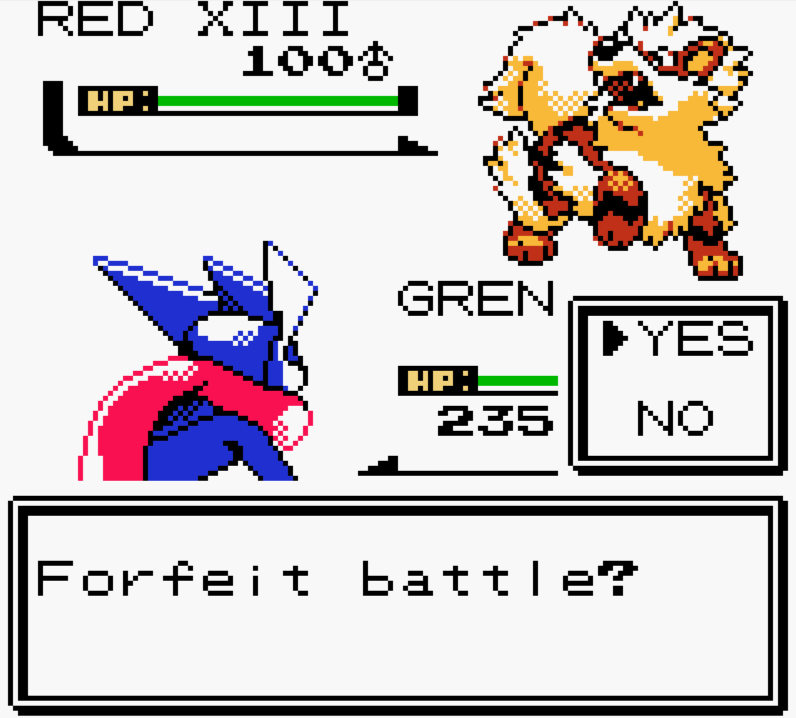 RED XIII
100♂
HP:
GREN
HP:
235
▶YES
NO
Forfeit battle?